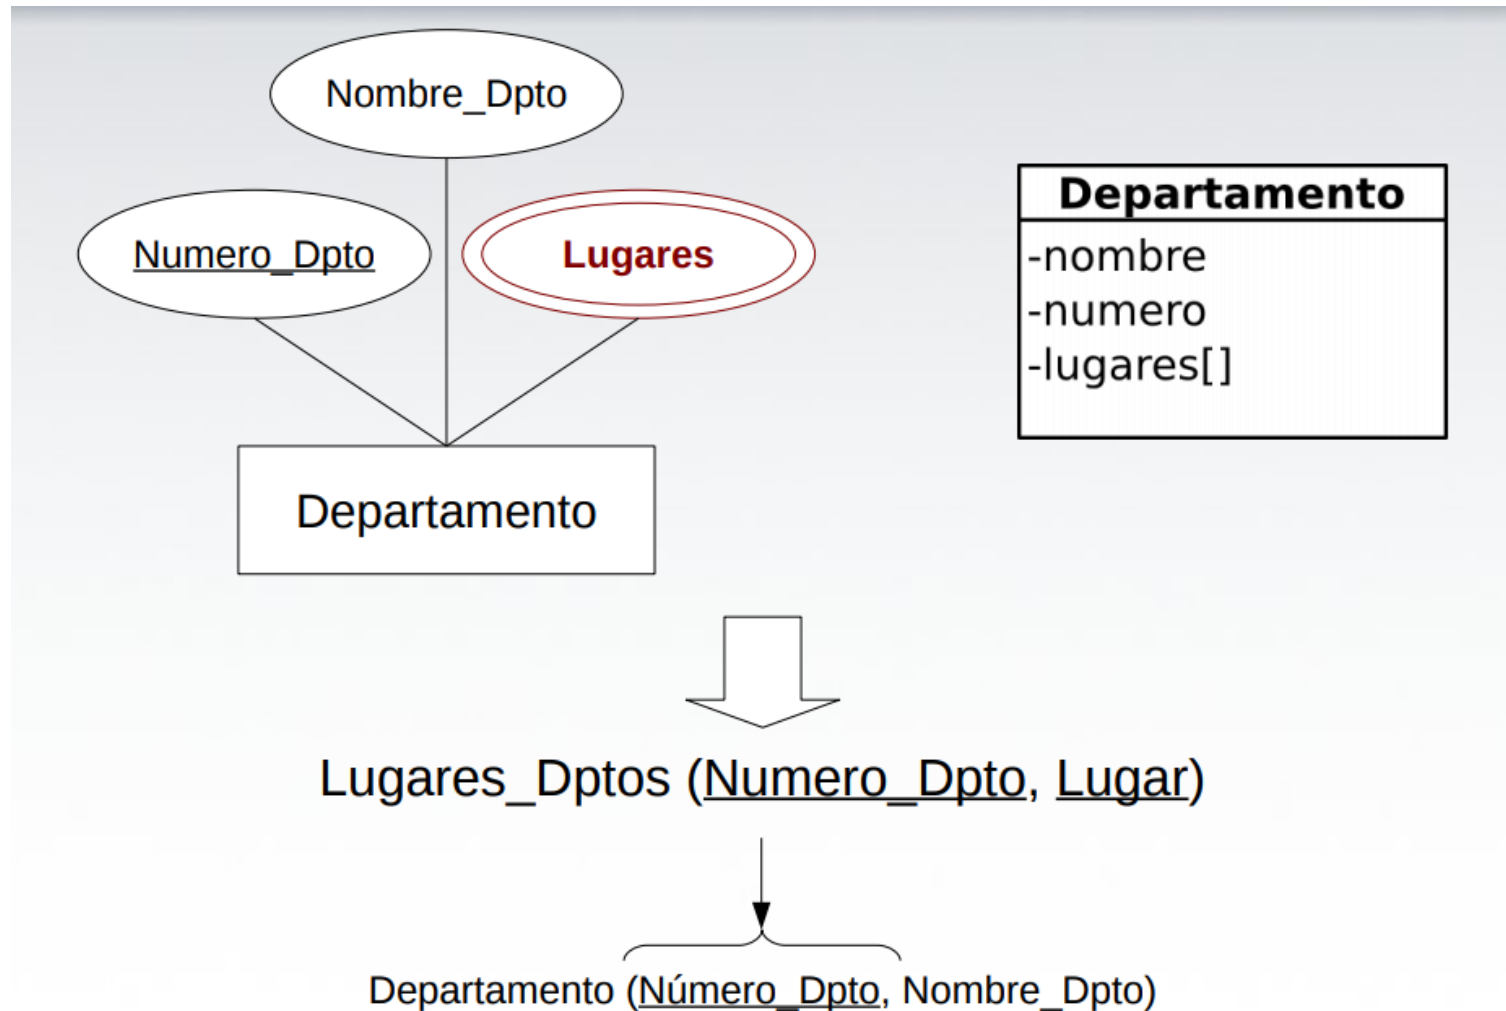 Nombre_Dpto
Numero_Dpto
Lugares
Departamento
Departamento
-nombre
-numero
-lugares[]
Lugares_Dptos (Numero_Dpto, Lugar)
Departamento (Número_Dpto, Nombre_Dpto)